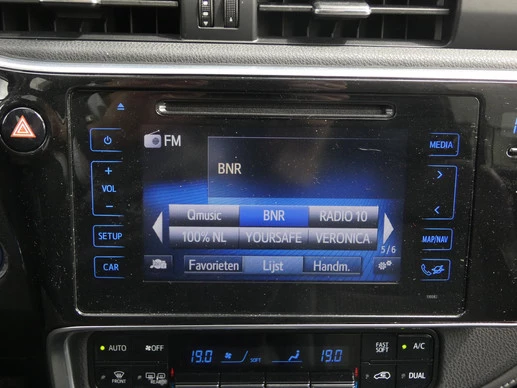 FM
BNR
Qmusic BNR RADIO 10
100% NL YOURSAFE VERONICA
5/6
Favorieten Lijst Handm.
VOL
SETUP
CAR
MEDIA
MAP/NAV
AUTO OFF
19.0 19.0
FAST SOFT A/C
FRONT REAR DUAL